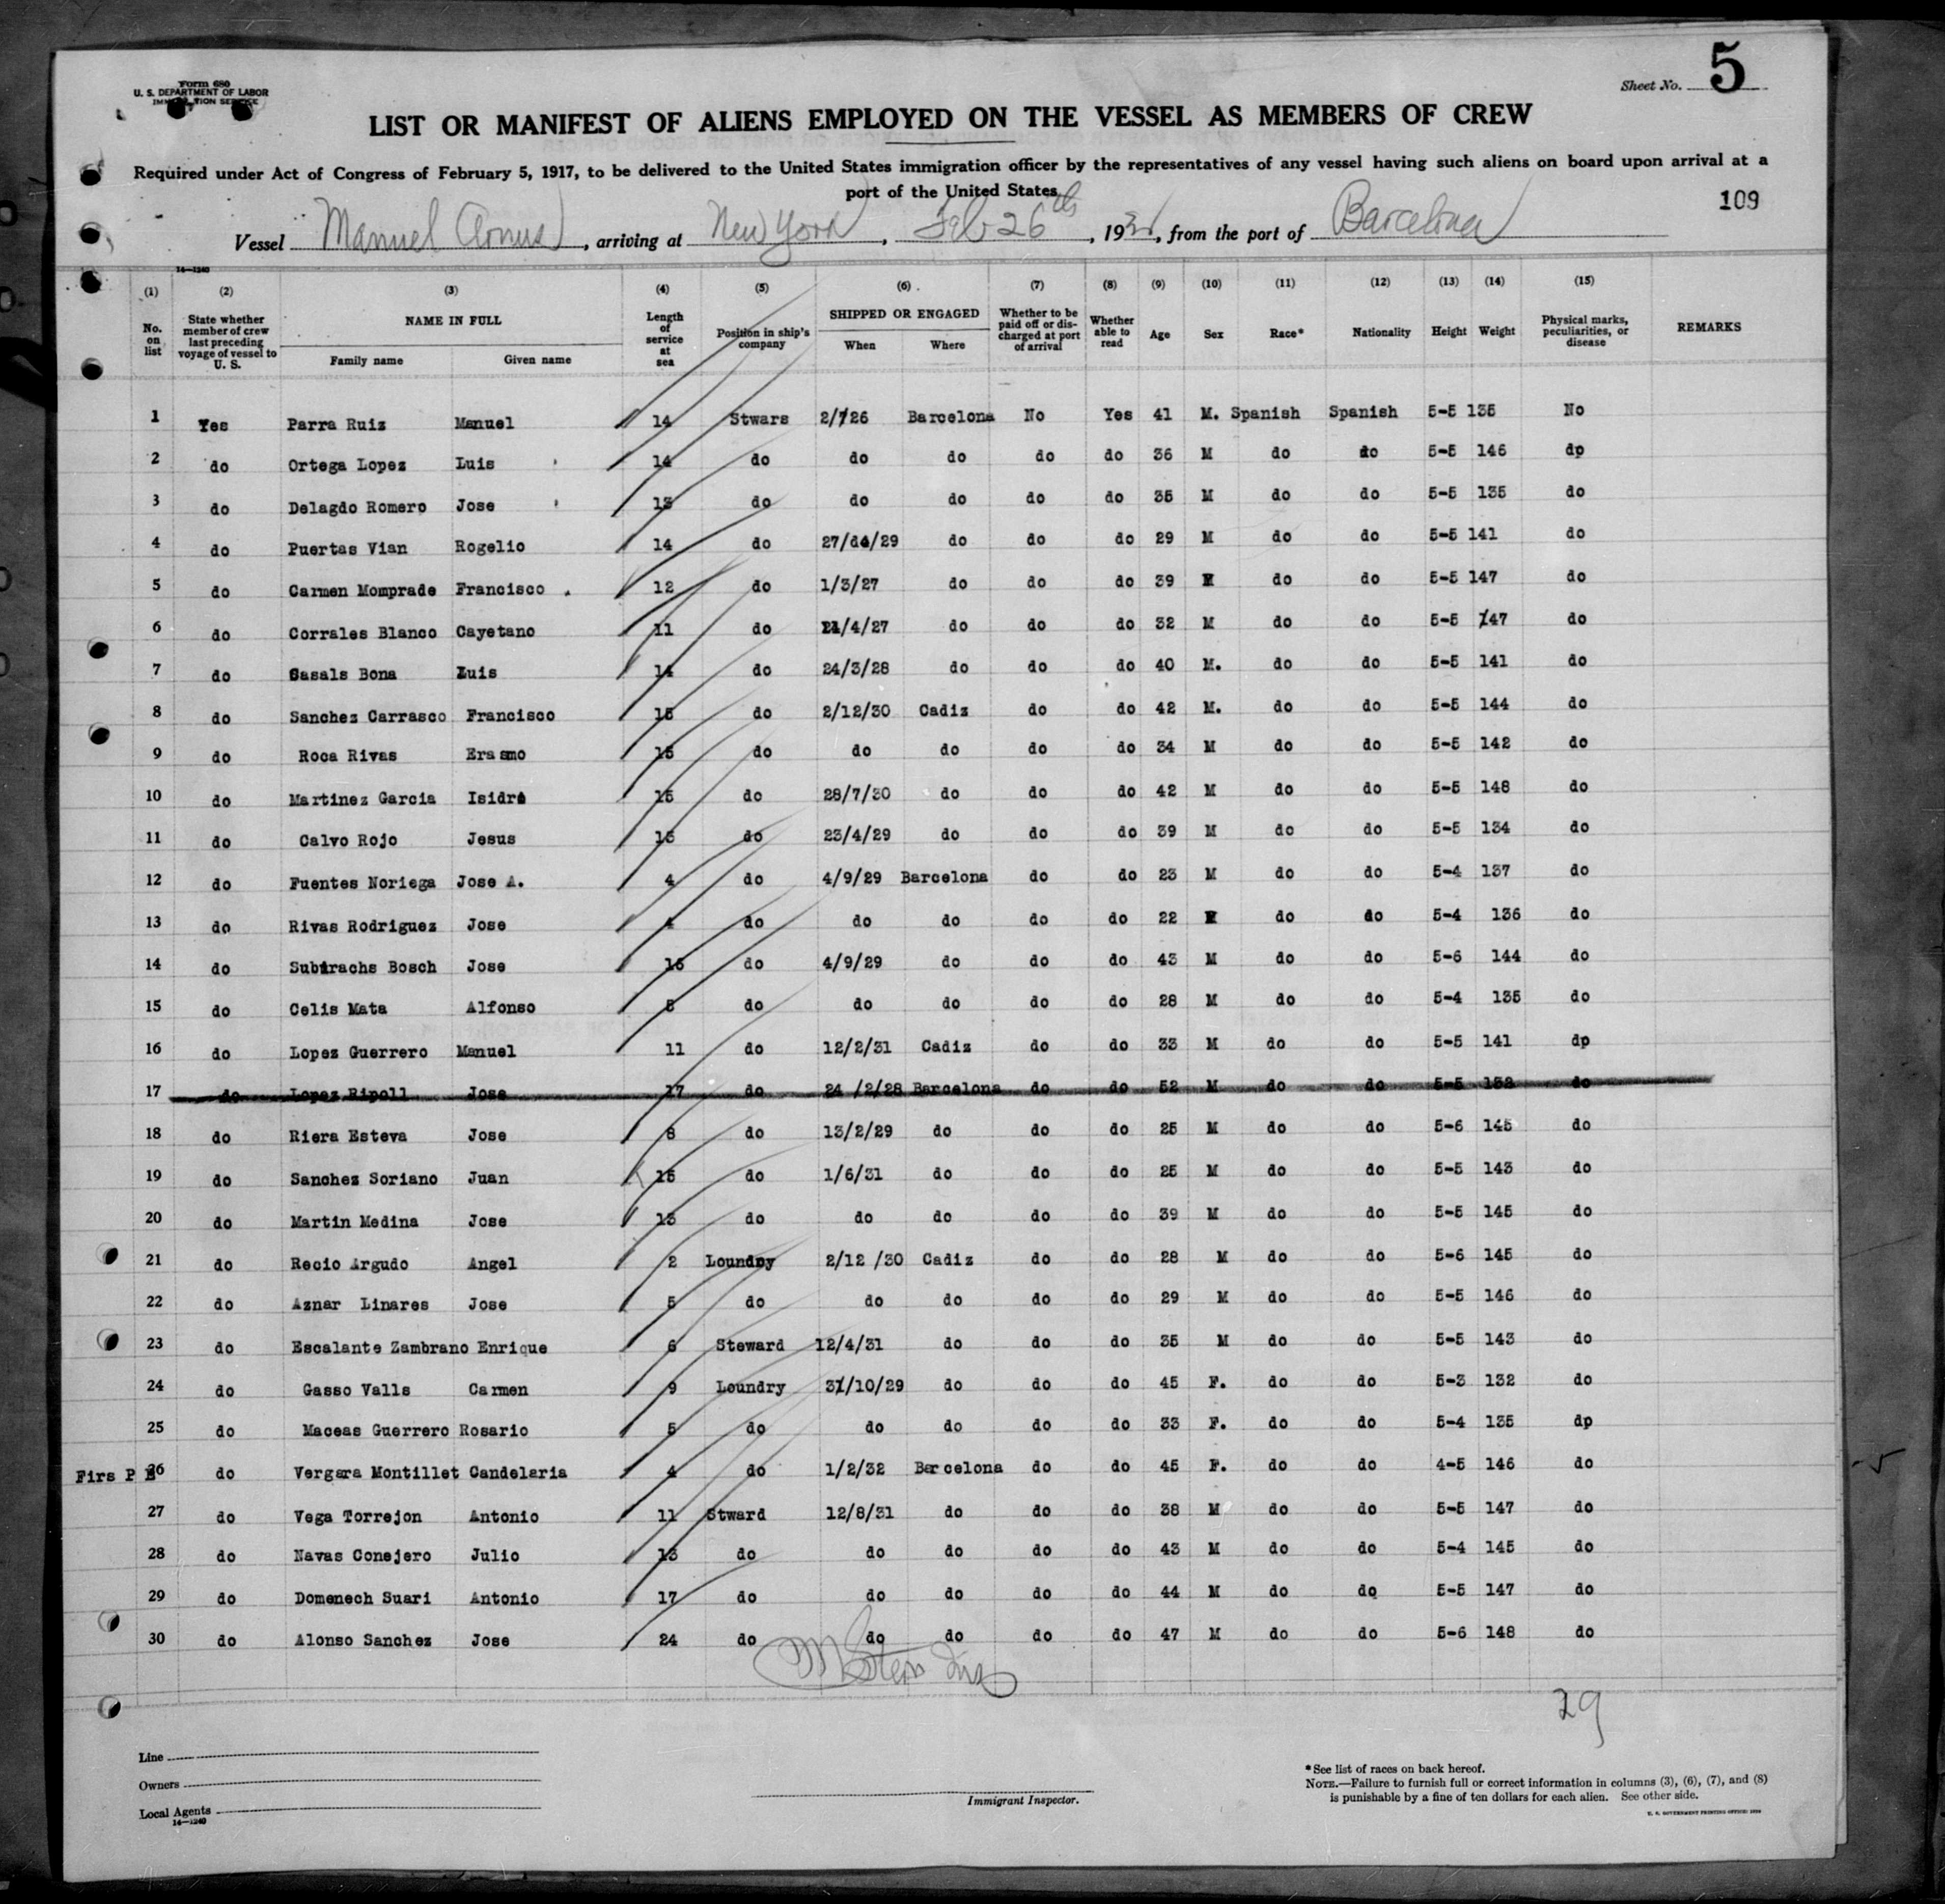 Form 680
U. S. DEPARTMENT OF LABOR
IMMIGRATION SERVICE
Sheet No. 5
LIST OR MANIFEST OF ALIENS EMPLOYED ON THE VESSEL AS MEMBERS OF CREW
Required under Act of Congress of February 5, 1917, to be delivered to the United States immigration officer by the representatives of any vessel having such aliens on board upon arrival at a
port of the United States
109
Vessel Manuel Arnus, arriving at New York, Feb 26th, 1932, from the port of Barcelona
14—1240
(1) (2) (3) (4) (5) (6) (7) (8) (9) (10) (11) (12) (13) (14) (15)
No. on list State whether member of crew last preceding voyage of vessel to U. S. NAME IN FULL Family name Given name Length of service at sea Position in ship's company SHIPPED OR ENGAGED When Where Whether to be paid off or discharged at port of arrival Whether able to read Age Sex Race* Nationality Height Weight Physical marks, peculiarities, or disease REMARKS
1 Yes Parra Ruiz Manuel 14 Stwars 2/7/26 Barcelona No Yes 41 M. Spanish Spanish 5-5 135 No
2 do Ortega Lopez Luis 14 do do do do do 36 M do do 5-5 146 dp
3 do Delagdo Romero Jose 13 do do do do do 35 M do do 5-5 135 do
4 do Puertas Vian Rogelio 14 do 27/ /29 do do do 29 M do do 5-5 141 do
5 do Carmen Momprade Francisco 12 do 1/3/27 do do do 39 M do do 5-5 147 do
6 do Corrales Blanco Cayetano 11 do 21/4/27 do do do 32 M do do 5-5 147 do
7 do Casals Bona Luis 14 do 24/3/28 do do do 40 M. do do 5-5 141 do
8 do Sanchez Carrasco Francisco 15 do 2/12/30 Cadiz do do 42 M. do do 5-5 144 do
9 do Roca Rivas Erasmo 15 do do do do do 34 M do do 5-5 142 do
10 do Martinez Garcia Isidro 15 do 28/7/30 do do do 42 M do do 5-5 148 do
11 do Calvo Rojo Jesus 15 do 23/4/29 do do do 39 M do do 5-5 134 do
12 do Fuentes Noriega Jose A. 4 do 4/9/29 Barcelona do do 23 M do do 5-4 137 do
13 do Rivas Rodriguez Jose 4 do do do do do 22 M do do 5-4 136 do
14 do Subirachs Bosch Jose 16 do 4/9/29 do do do 43 M do do 5-6 144 do
15 do Celis Mata Alfonso 5 do do do do do 28 M do do 5-4 135 do
16 do Lopez Guerrero Manuel 11 do 12/2/31 Cadiz do do 33 M do do 5-5 141 dp
17 do Lopez Ripoll Jose 17 do 24 /2/28 Barcelona do do 52 M do do 5-5 132 do
18 do Riera Esteva Jose 8 do 13/2/29 do do do 25 M do do 5-6 145 do
19 do Sanchez Soriano Juan 15 do 1/6/31 do do do 25 M do do 5-5 143 do
20 do Martin Medina Jose 13 do do do do do 39 M do do 5-5 145 do
21 do Recio Argudo Angel 2 Loundry 2/12 /30 Cadiz do do 28 M do do 5-6 145 do
22 do Aznar Linares Jose 5 do do do do do 29 M do do 5-5 146 do
23 do Escalante Zambrano Enrique 6 Steward 12/4/31 do do do 35 M do do 5-5 143 do
24 do Gasso Valls Carmen 9 Loundry 31/10/29 do do do 45 F. do do 5-3 132 do
25 do Maceas Guerrero Rosario 5 do do do do do 33 F. do do 5-4 135 dp
Firs P 26 do Vergara Montillet Candelaria 4 do 1/2/32 Barcelona do do 45 F. do do 4-5 146 do
27 do Vega Torrejon Antonio 11 Stward 12/8/31 do do do 38 M do do 5-5 147 do
28 do Navas Conejero Julio 13 do do do do do 43 M do do 5-4 145 do
29 do Domenech Suari Antonio 17 do do do do do 44 M do do 5-5 147 do
30 do Alonso Sanchez Jose 24 do do do do do 47 M do do 5-6 148 do
29
Line
Owners
Local Agents
14—1240
Immigrant Inspector.
*See list of races on back hereof.
NOTE.—Failure to furnish full or correct information in columns (3), (6), (7), and (8)
is punishable by a fine of ten dollars for each alien. See other side.